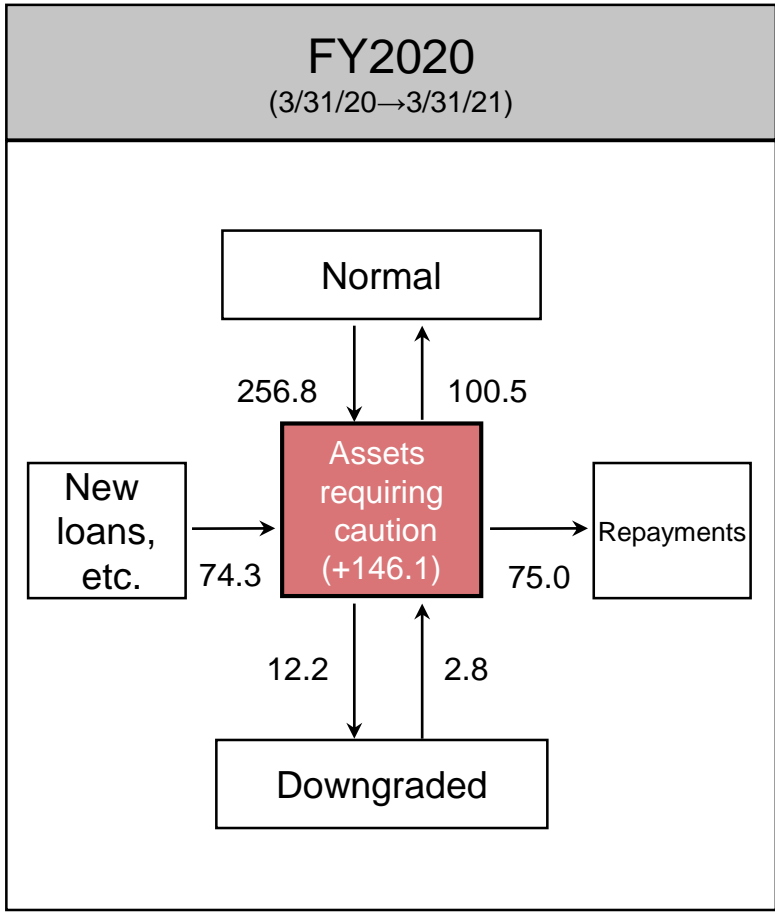 FY2020
(3/31/20→3/31/21)
Normal
256.8
100.5
New
loans,
etc.
74.3
Assets
requiring
caution
(+146.1)
75.0
Repayments
12.2
2.8
Downgraded